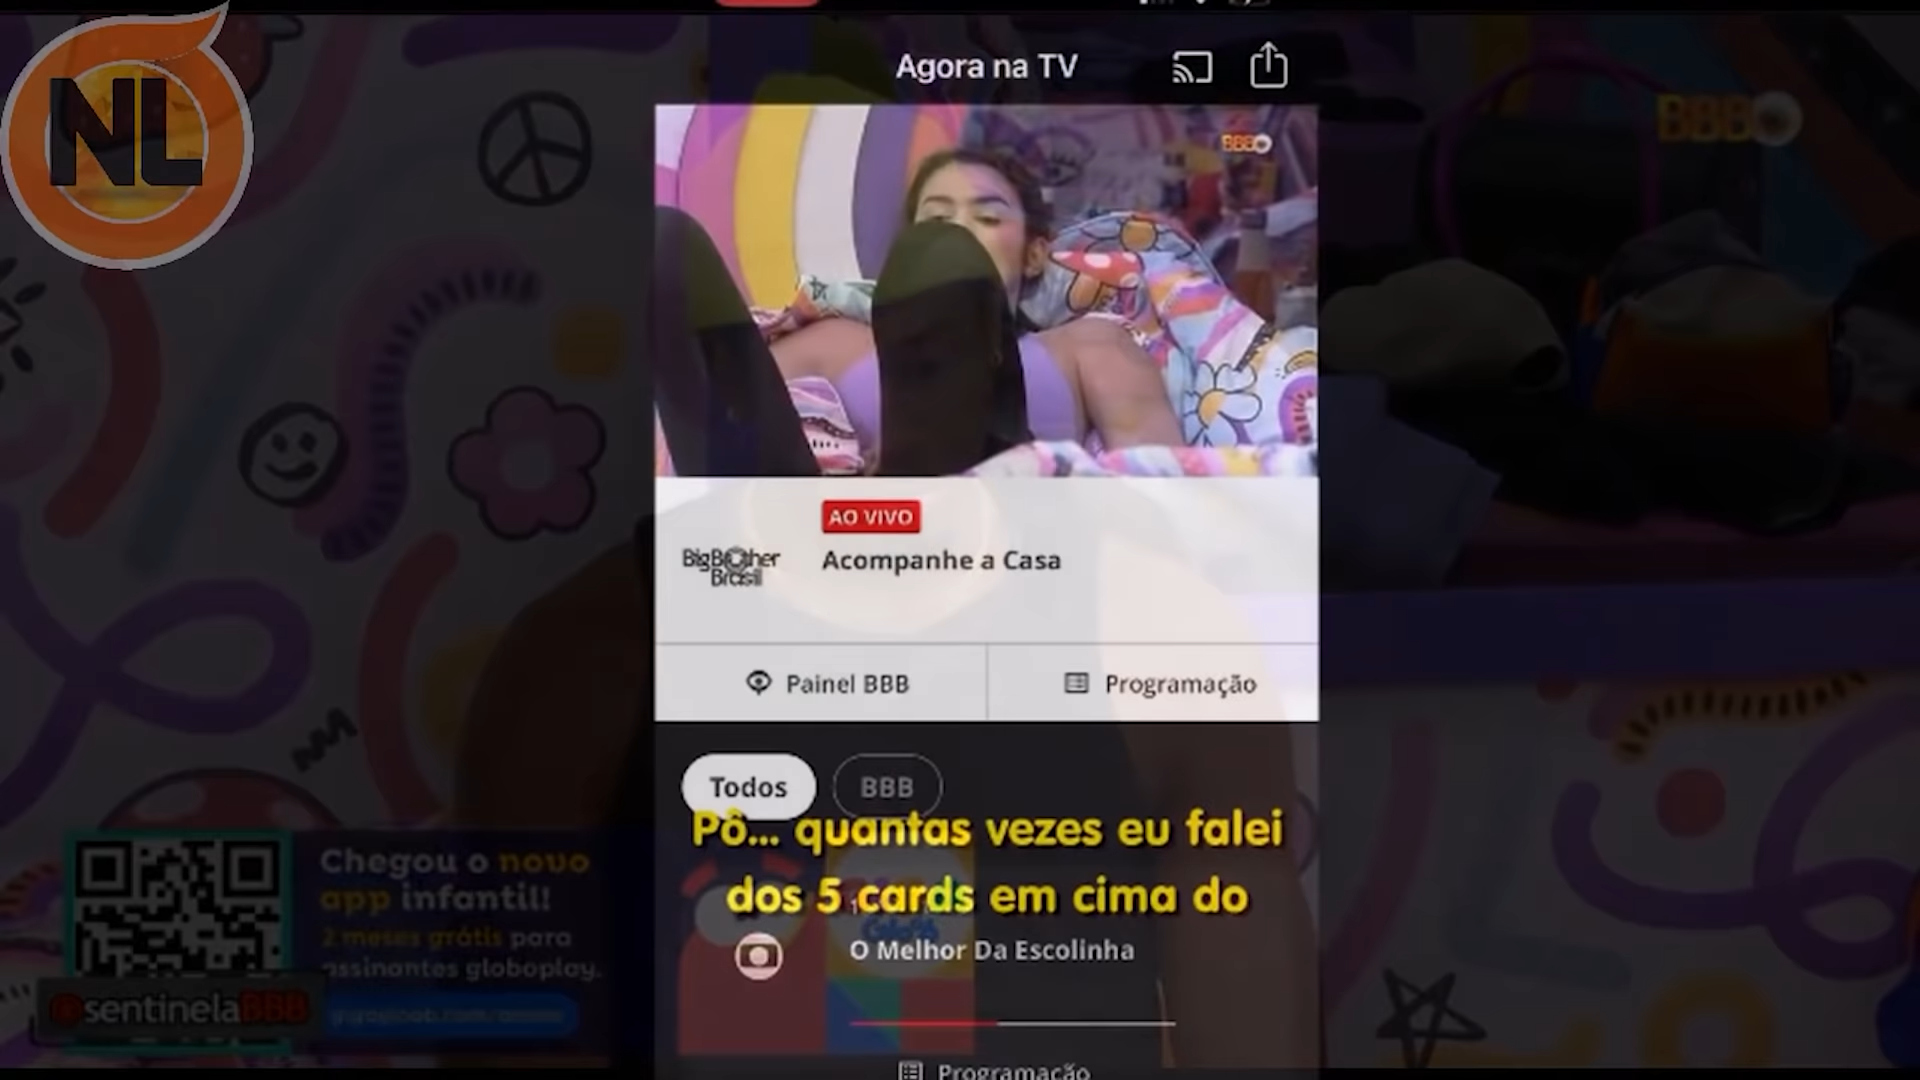 NL
Agora na TV
BBB
BBB
AO VIVO
Big Brother
Brasil
Acompanhe a Casa
Painel BBB
Programação
Todos
BBB
Pô... quantas vezes eu falei
dos 5 cards em cima do
O Melhor Da Escolinha
Programação
Chegou o novo
app infantil!
2 meses grátis para
assinantes globoplay.
@sentinelaBBB